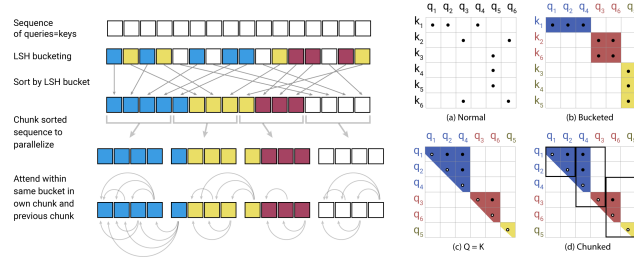 Sequence
of queries=keys
LSH bucketing
Sort by LSH bucket
Chunk sorted
sequence to
parallelize
Attend within
same bucket in
own chunk and
previous chunk
q1 q2 q3 q4 q5 q6
k1
k2
k3
k4
k5
k6
(a) Normal
q1 q2 q4 q3 q6 q5
k1
k4
k2
k6
k3
k5
(b) Bucketed
q1 q2 q4 q3 q6 q5
q1
q2
q4
q3
q6
q5
(c) Q = K
q1 q2 q4 q3 q6 q5
q1
q2
q4
q3
q6
q5
(d) Chunked